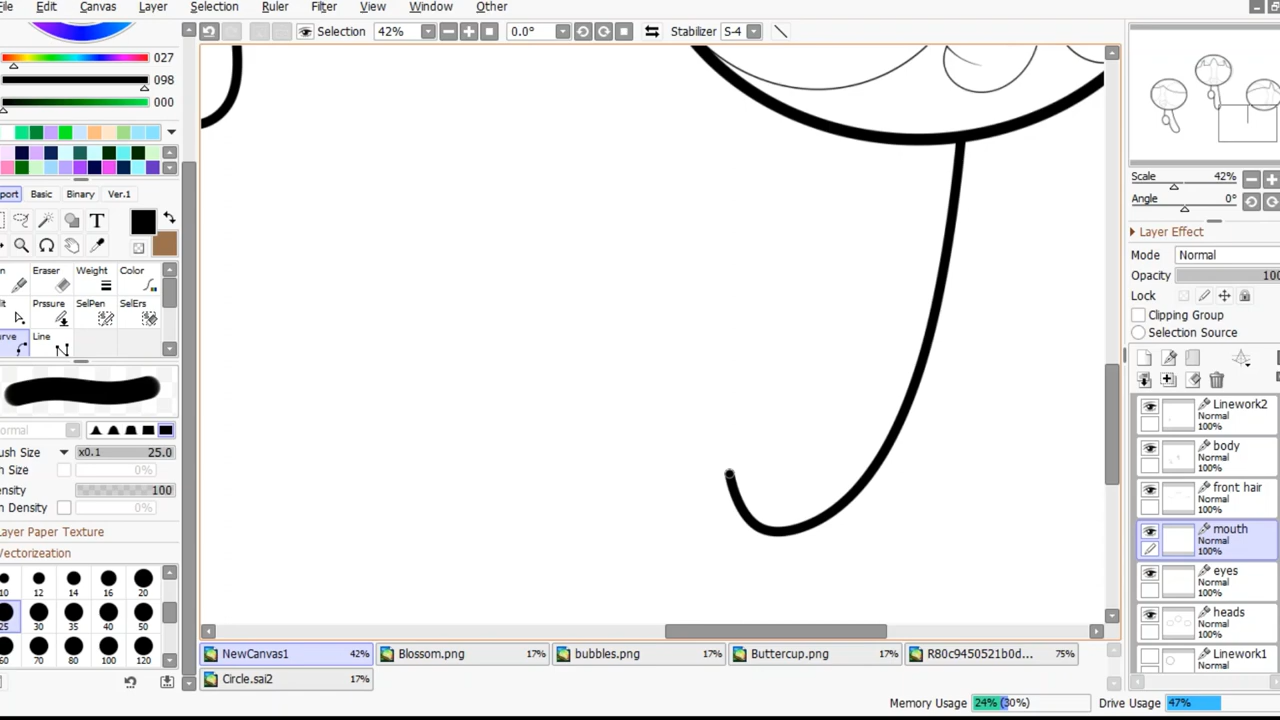 File Edit Canvas Layer Selection Ruler Filter View Window Other
Selection 42% 0.0° Stabilizer S-4
027
098
000
Basic Binary Ver.1
T
Eraser Weight Color
Prssure SelPen SelErs
Line
x0.1 25.0
0%
100
0%
Layer Paper Texture
Vectoriezation
10 12 14 16 20
25 30 35 40 50
60 70 80 100 120
Scale 42%
Angle 0°
Layer Effect
Mode Normal
Opacity 100
Lock
Clipping Group
Selection Source
Linework2
Normal
100%
body
Normal
100%
front hair
Normal
100%
mouth
Normal
100%
eyes
Normal
100%
heads
Normal
100%
Linework1
Normal
NewCanvas1 42% Blossom.png 17% bubbles.png 17% Buttercup.png 17% R80c9450521b0d... 75%
Circle.sai2 17%
Memory Usage 24% (30%) Drive Usage 47%